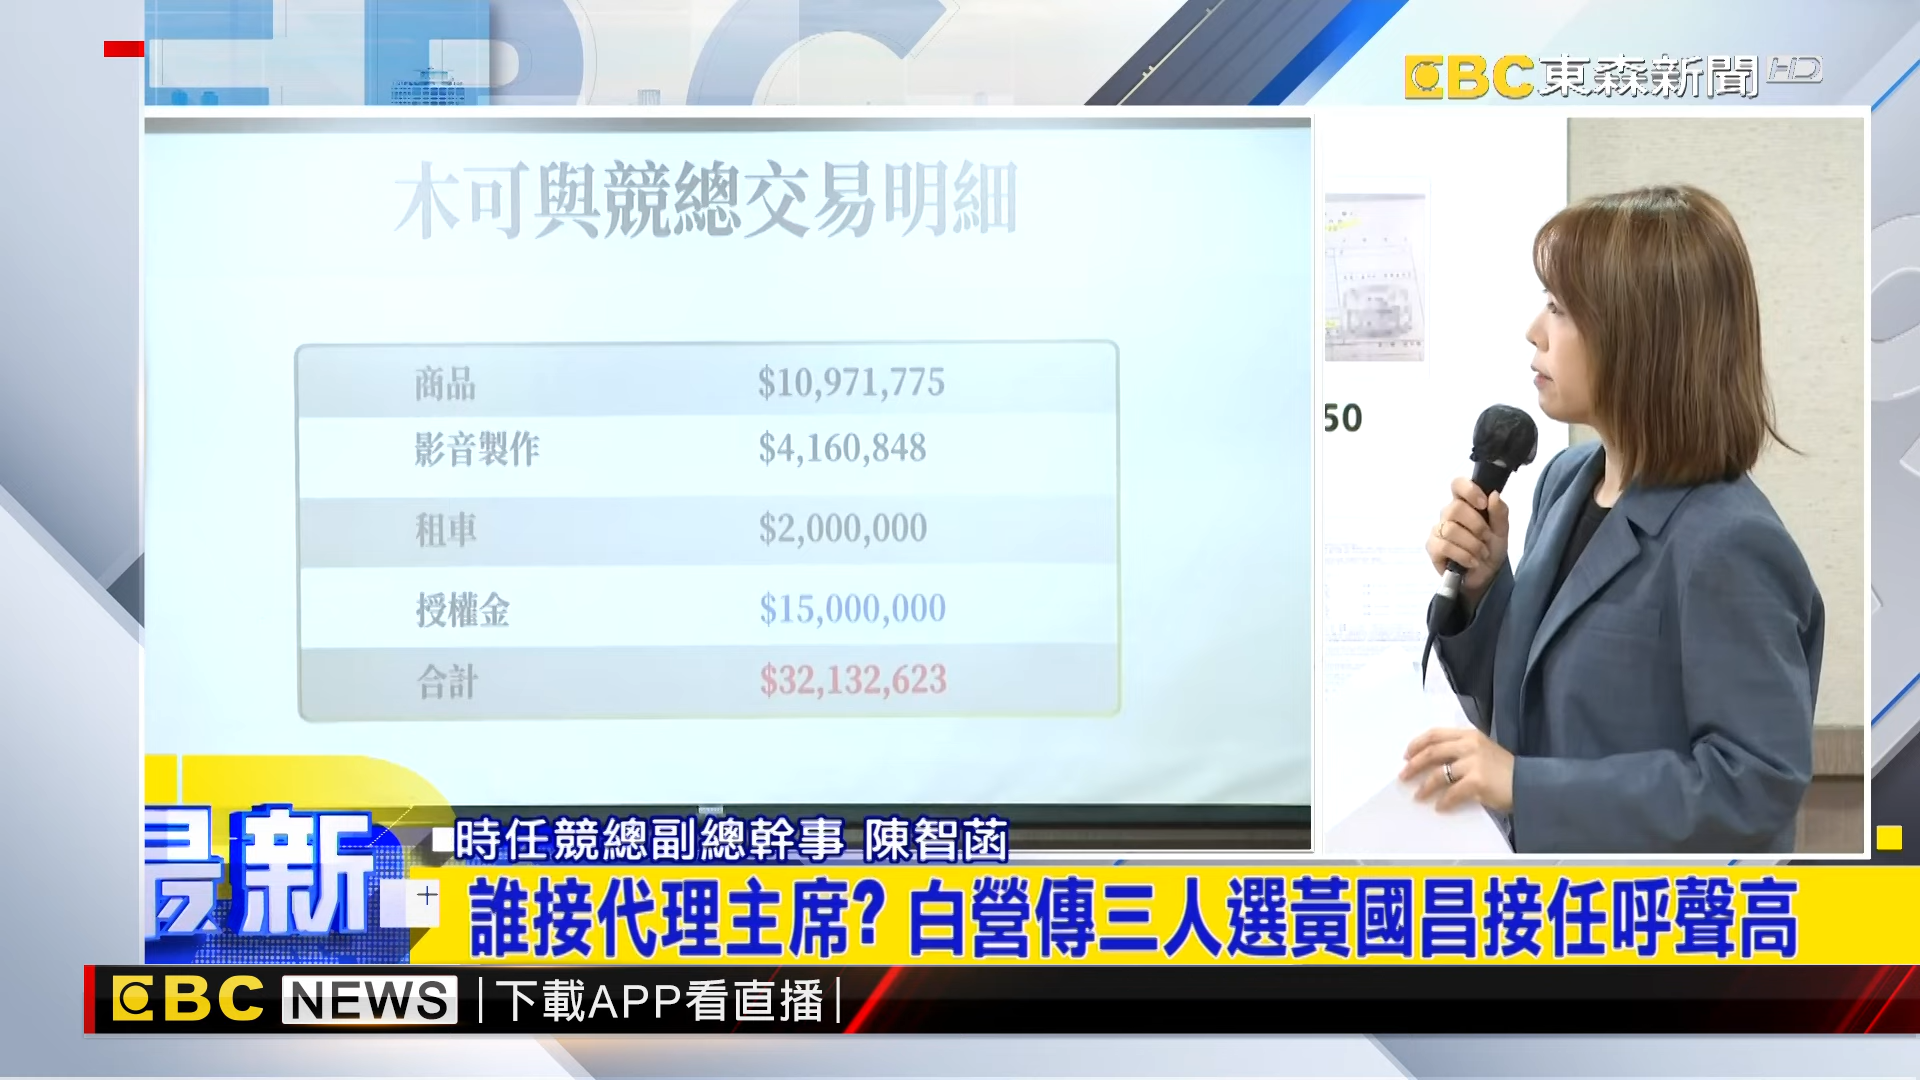 EBC東森新聞HD
木可與競總交易明細
商品 $10,971,775
影音製作 $4,160,848
租車 $2,000,000
授權金 $15,000,000
合計 $32,132,623
50
最新
時任競總副總幹事 陳智菡
誰接代理主席? 白營傳三人選黃國昌接任呼聲高
EBC NEWS 下載APP看直播